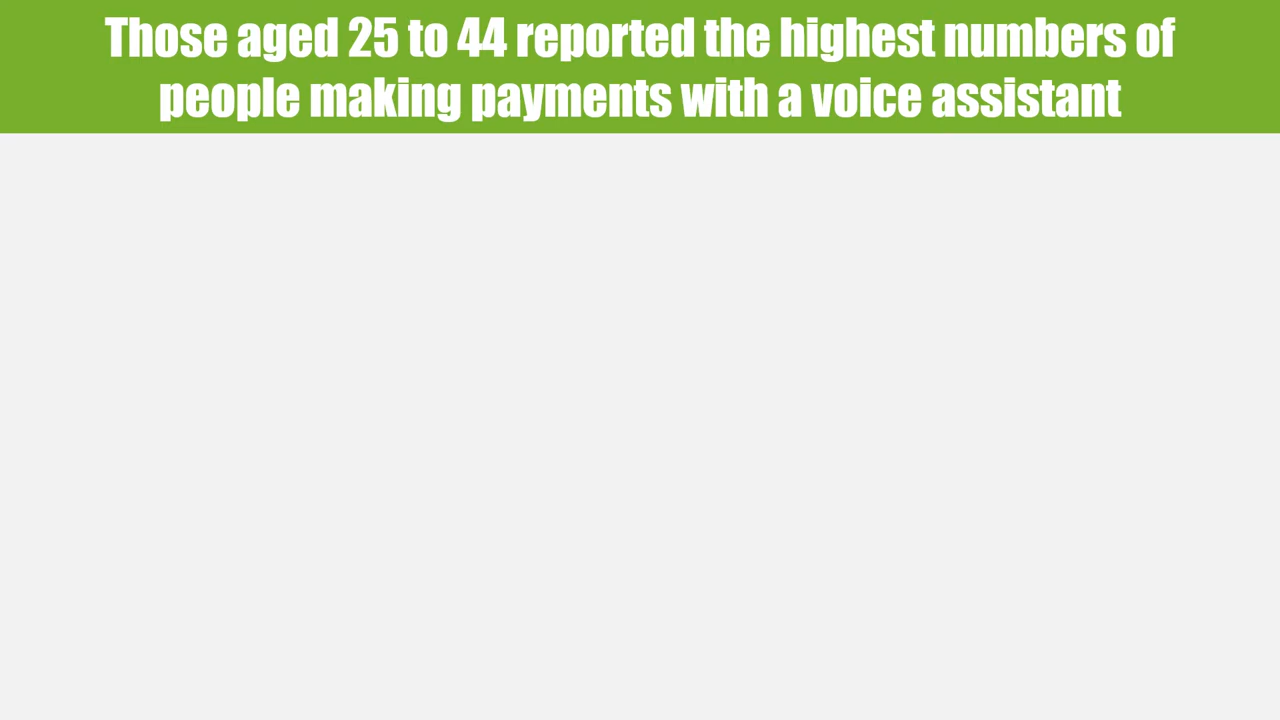 Those aged 25 to 44 reported the highest numbers of
people making payments with a voice assistant